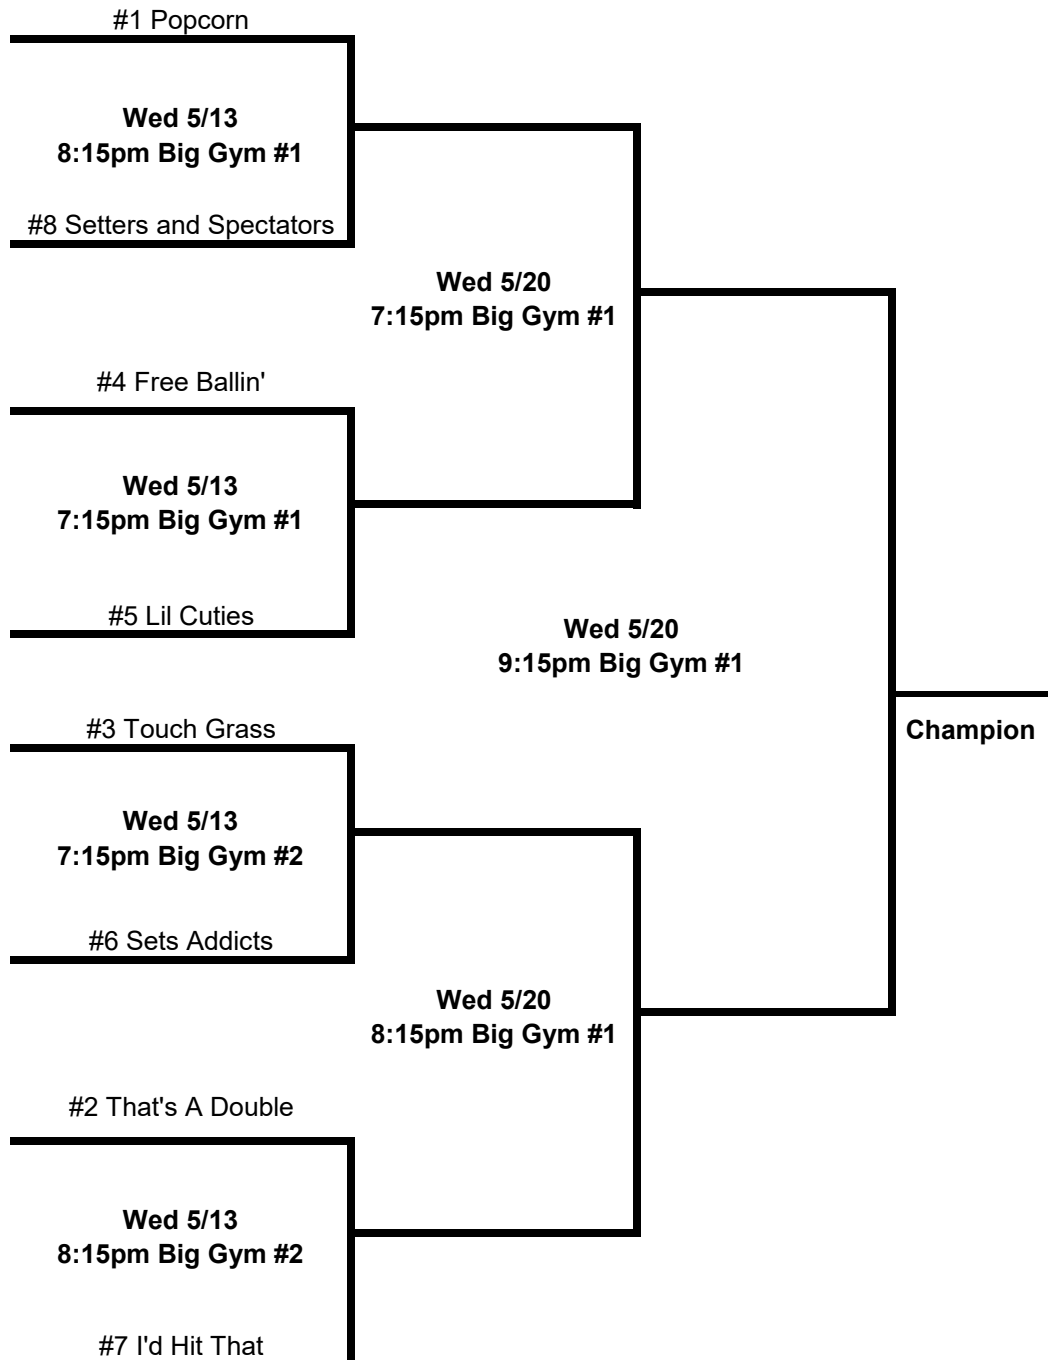 #1 Popcorn
Wed 5/13
8:15pm Big Gym #1
#8 Setters and Spectators
Wed 5/20
7:15pm Big Gym #1
#4 Free Ballin'
Wed 5/13
7:15pm Big Gym #1
#5 Lil Cuties
Wed 5/20
9:15pm Big Gym #1
#3 Touch Grass
Champion
Wed 5/13
7:15pm Big Gym #2
#6 Sets Addicts
Wed 5/20
8:15pm Big Gym #1
#2 That's A Double
Wed 5/13
8:15pm Big Gym #2
#7 I'd Hit That